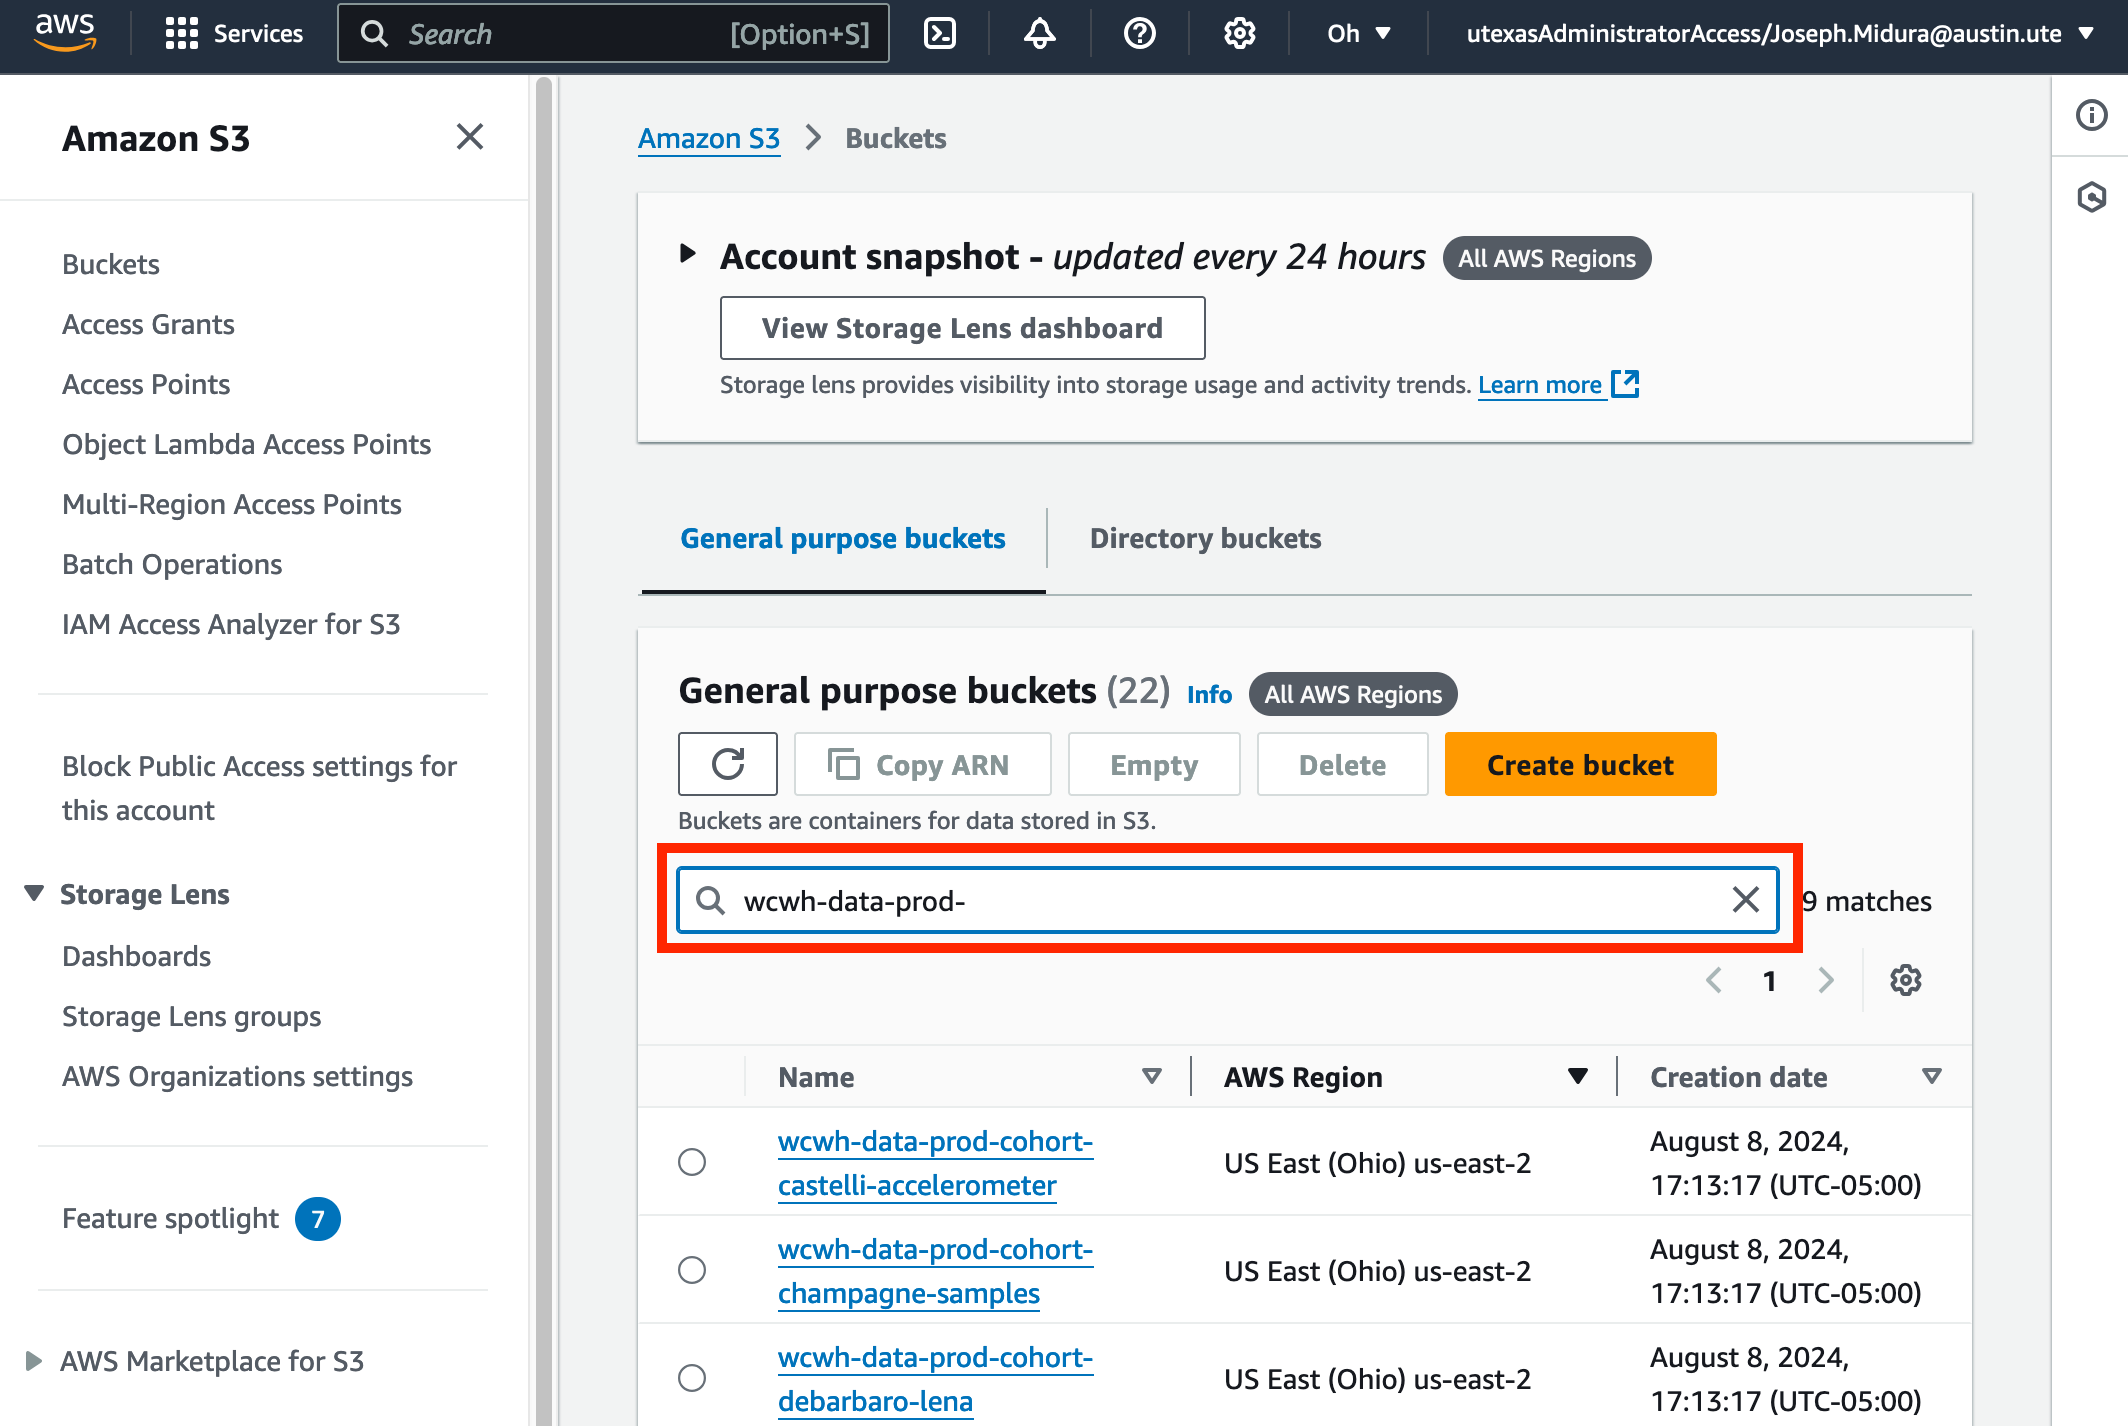 aws
Services
Search [Option+S]
Oh
utexasAdministratorAccess/Joseph.Midura@austin.ute
Amazon S3
Buckets
Access Grants
Access Points
Object Lambda Access Points
Multi-Region Access Points
Batch Operations
IAM Access Analyzer for S3
Block Public Access settings for
this account
Storage Lens
Dashboards
Storage Lens groups
AWS Organizations settings
Feature spotlight 7
AWS Marketplace for S3
Amazon S3 > Buckets
Account snapshot - updated every 24 hours All AWS Regions
View Storage Lens dashboard
Storage lens provides visibility into storage usage and activity trends. Learn more
General purpose buckets Directory buckets
General purpose buckets (22) Info All AWS Regions
Copy ARN Empty Delete Create bucket
Buckets are containers for data stored in S3.
wcwh-data-prod- 9 matches
1
Name AWS Region Creation date
wcwh-data-prod-cohort-
castelli-accelerometer
US East (Ohio) us-east-2
August 8, 2024,
17:13:17 (UTC-05:00)
wcwh-data-prod-cohort-
champagne-samples
US East (Ohio) us-east-2
August 8, 2024,
17:13:17 (UTC-05:00)
wcwh-data-prod-cohort-
debarbaro-lena
US East (Ohio) us-east-2
August 8, 2024,
17:13:17 (UTC-05:00)